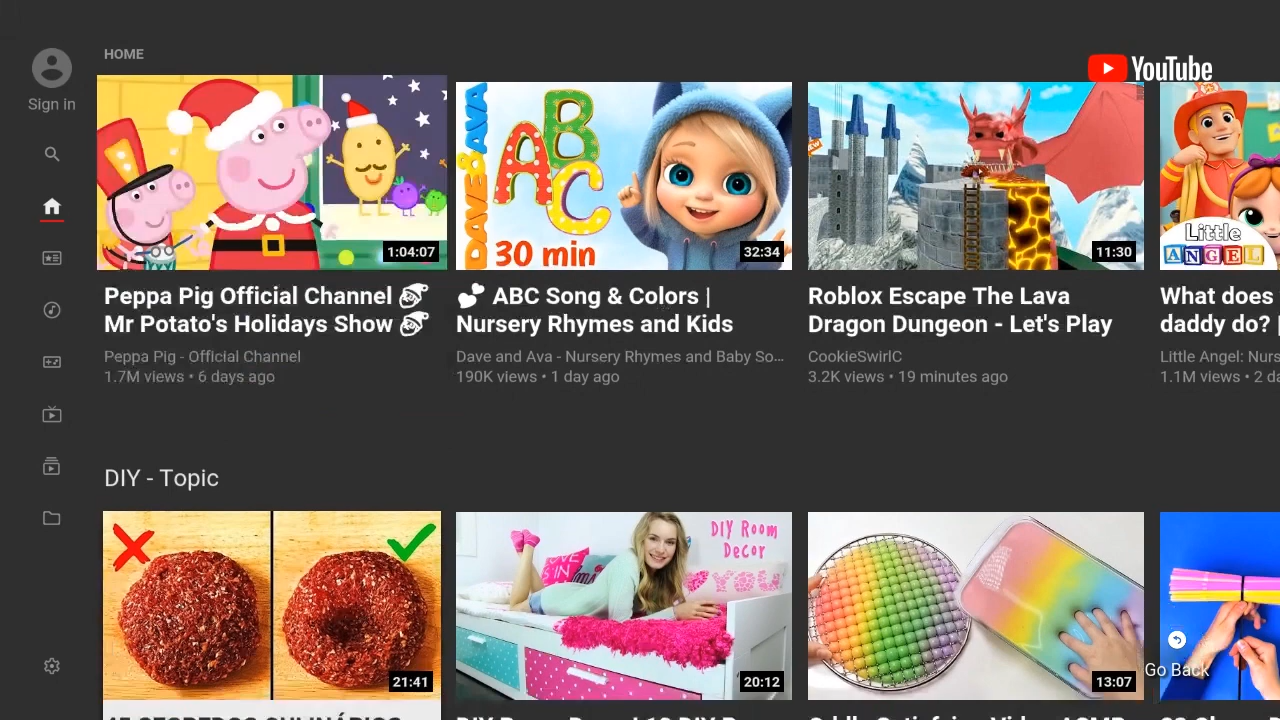 HOME
YouTube
Sign in
DAVE & AVA
ABC
30 min
Little
ANGEL
1:04:07
32:34
11:30
Peppa Pig Official Channel 🎅
Mr Potato's Holidays Show 🎅
Peppa Pig - Official Channel
1.7M views • 6 days ago
💕 ABC Song & Colors |
Nursery Rhymes and Kids
Dave and Ava - Nursery Rhymes and Baby So...
190K views • 1 day ago
Roblox Escape The Lava
Dragon Dungeon - Let's Play
CookieSwirlC
3.2K views • 19 minutes ago
What does
daddy do?
Little Angel: Nurs
1.1M views • 2 da
DIY - Topic
DIY Room
Decor
YOU
21:41
20:12
13:07
Go Back